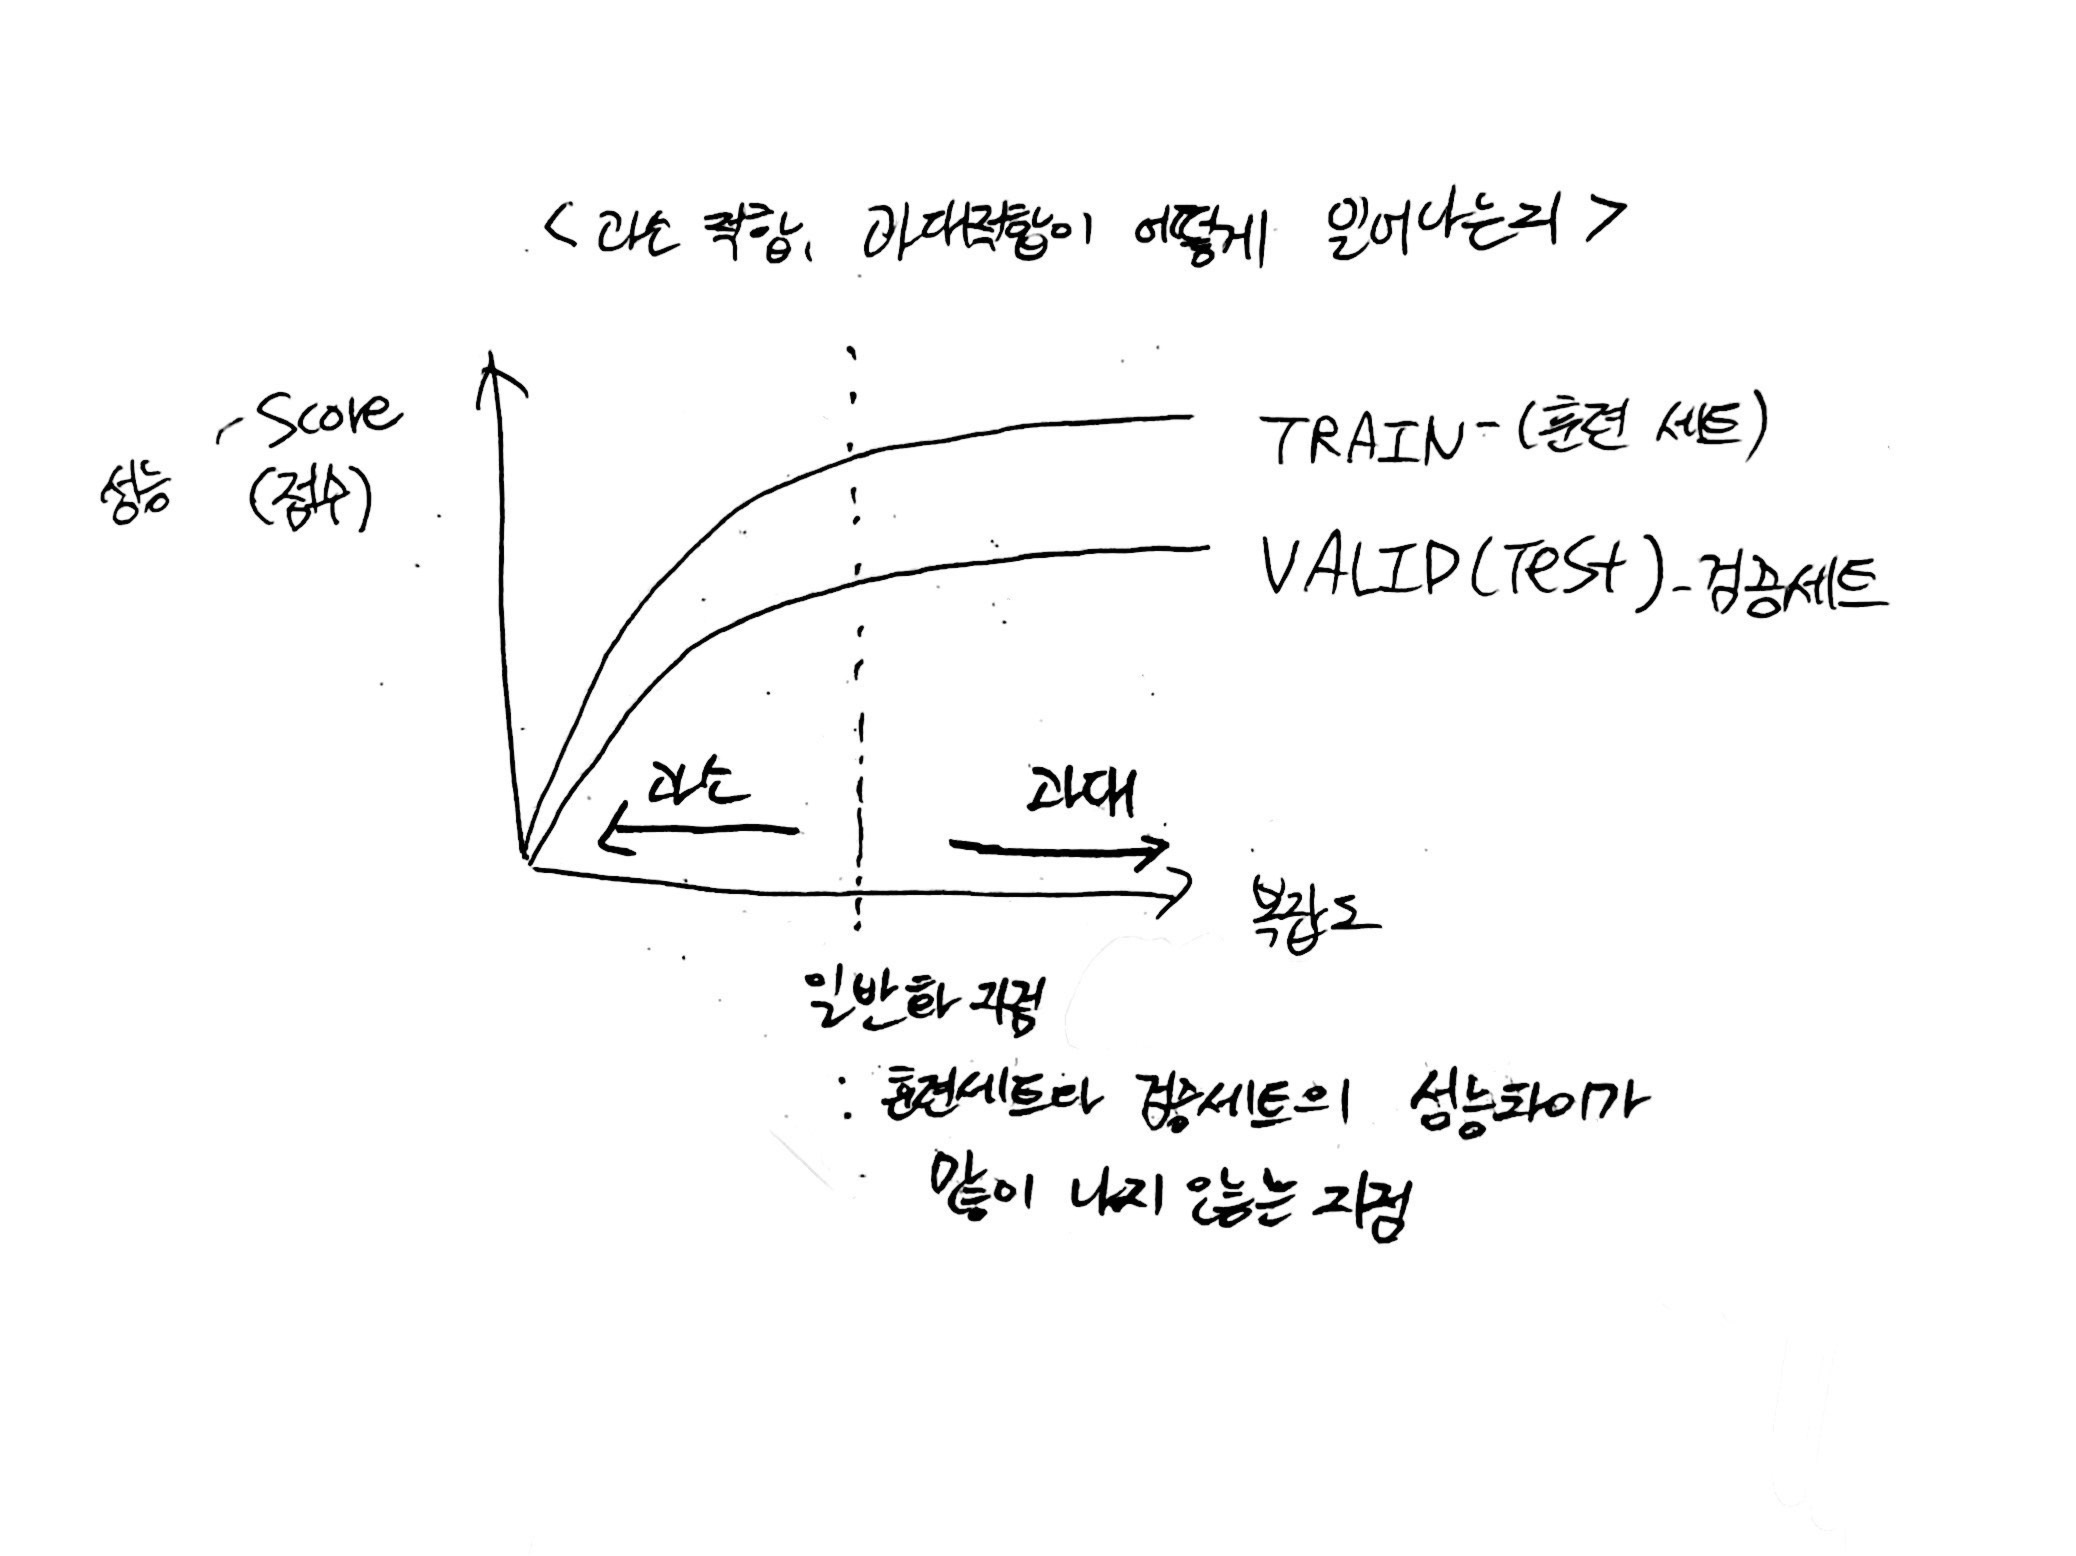 < 과소 적합, 과대적합이 어떻게 일어나는지 >
Score
성능 (점수)
TRAIN - (훈련 세트)
VALID (Test) - 검증세트
과소
과대
복잡도
일반화 지점
: 훈련세트다 검증세트의 성능차이가
많이 나지 않는 지점